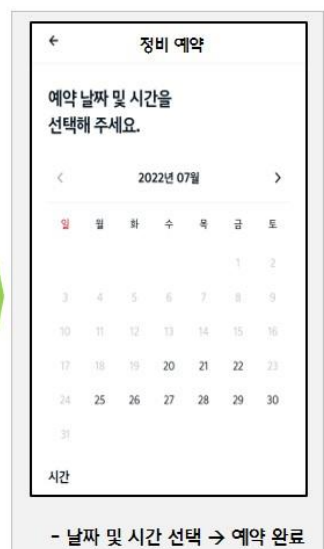 ←
정비 예약
예약 날짜 및 시간을
선택해 주세요.
< 2022년 07월 >
일 월 화 수 목 금 토
1 2
3 4 5 6 7 8 9
10 11 12 13 14 15 16
17 18 19 20 21 22 23
24 25 26 27 28 29 30
31
시간
- 날짜 및 시간 선택 → 예약 완료